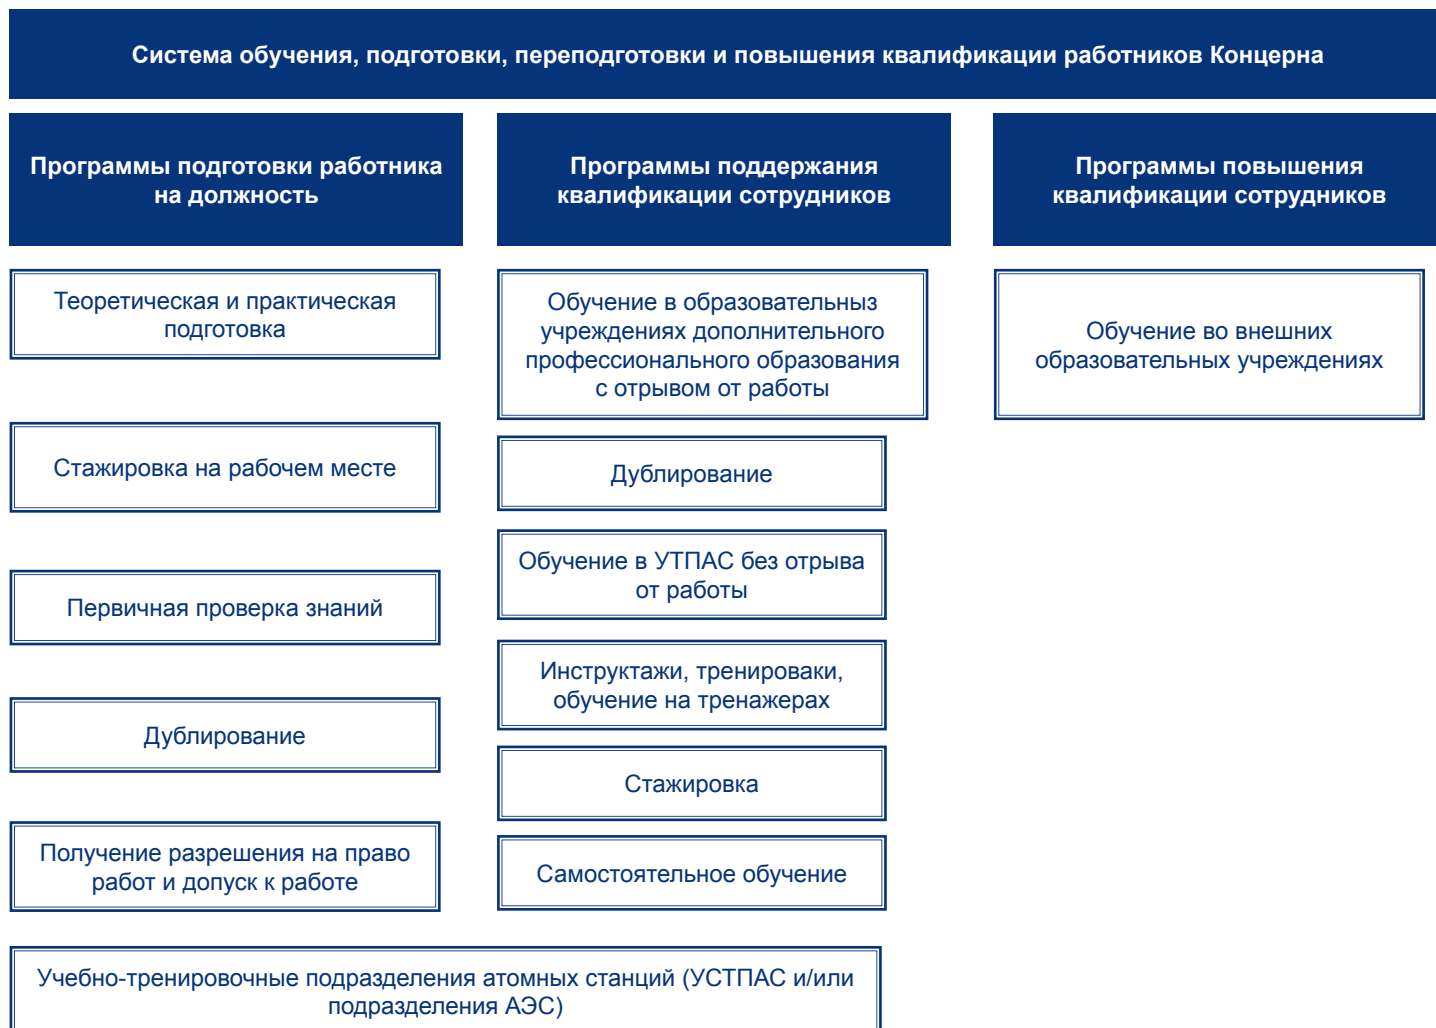 Система обучения, подготовки, переподготовки и повышения квалификации работников Концерна
Программы подготовки работника
на должность
Теоретическая и практическая
подготовка
Стажировка на рабочем месте
Первичная проверка знаний
Дублирование
Получение разрешения на право
работ и допуск к работе
Программы поддержания
квалификации сотрудников
Обучение в образовательныз
учреждениях дополнительного
профессионального образования
с отрывом от работы
Дублирование
Обучение в УТПАС без отрыва
от работы
Инструктажи, тренироваки,
обучение на тренажерах
Стажировка
Самостоятельное обучение
Программы повышения
квалификации сотрудников
Обучение во внешних
образовательных учреждениях
Учебно-тренировочные подразделения атомных станций (УСТПАС и/или
подразделения АЭС)